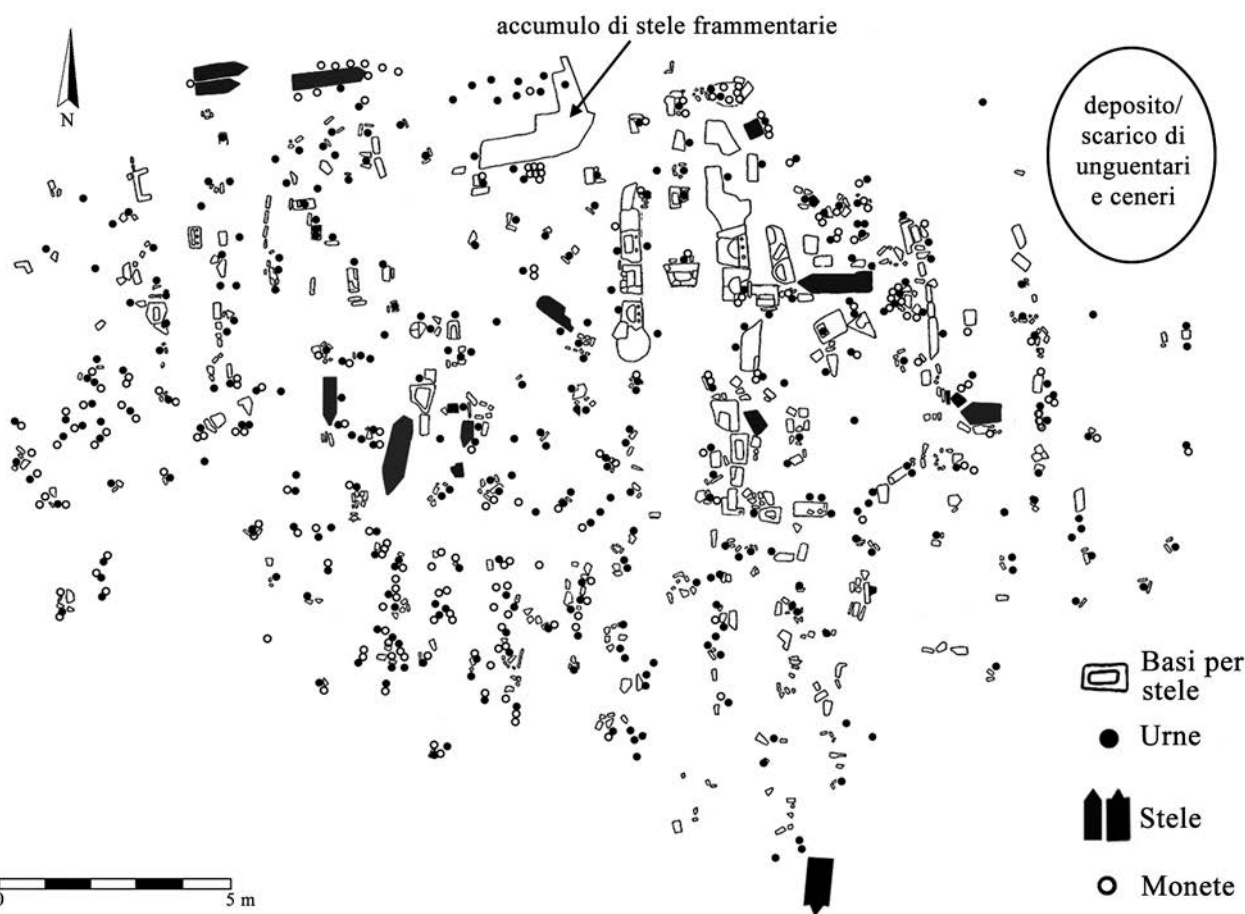 accumulo di stele frammentarie
N
deposito/
scarico di
unguentari
e ceneri
Basi per
stele
Urne
Stele
Monete
0
5 m